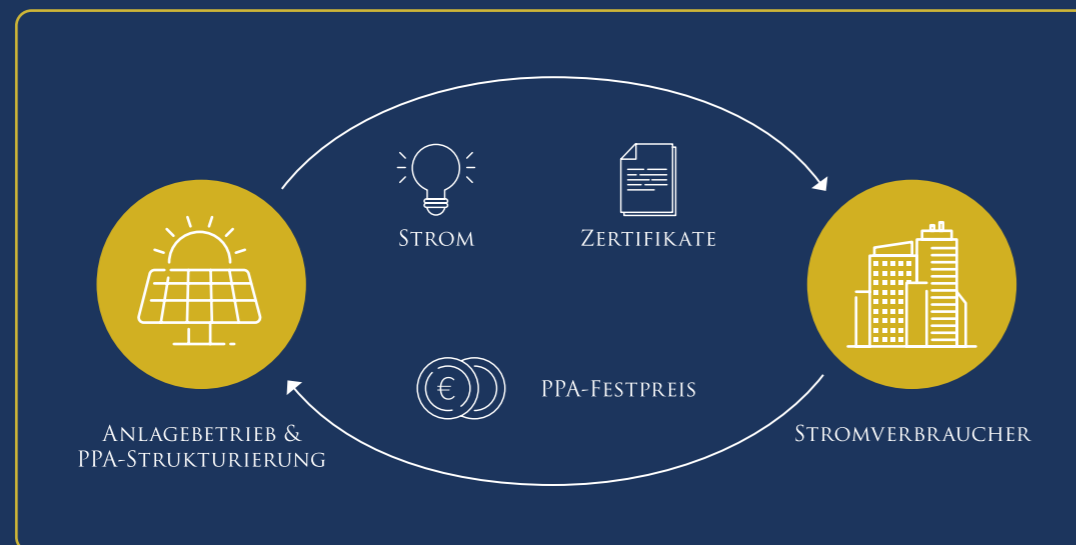 Strom
Zertifikate
€
PPA-Festpreis
Anlagebetrieb &
PPA-Strukturierung
Stromverbraucher